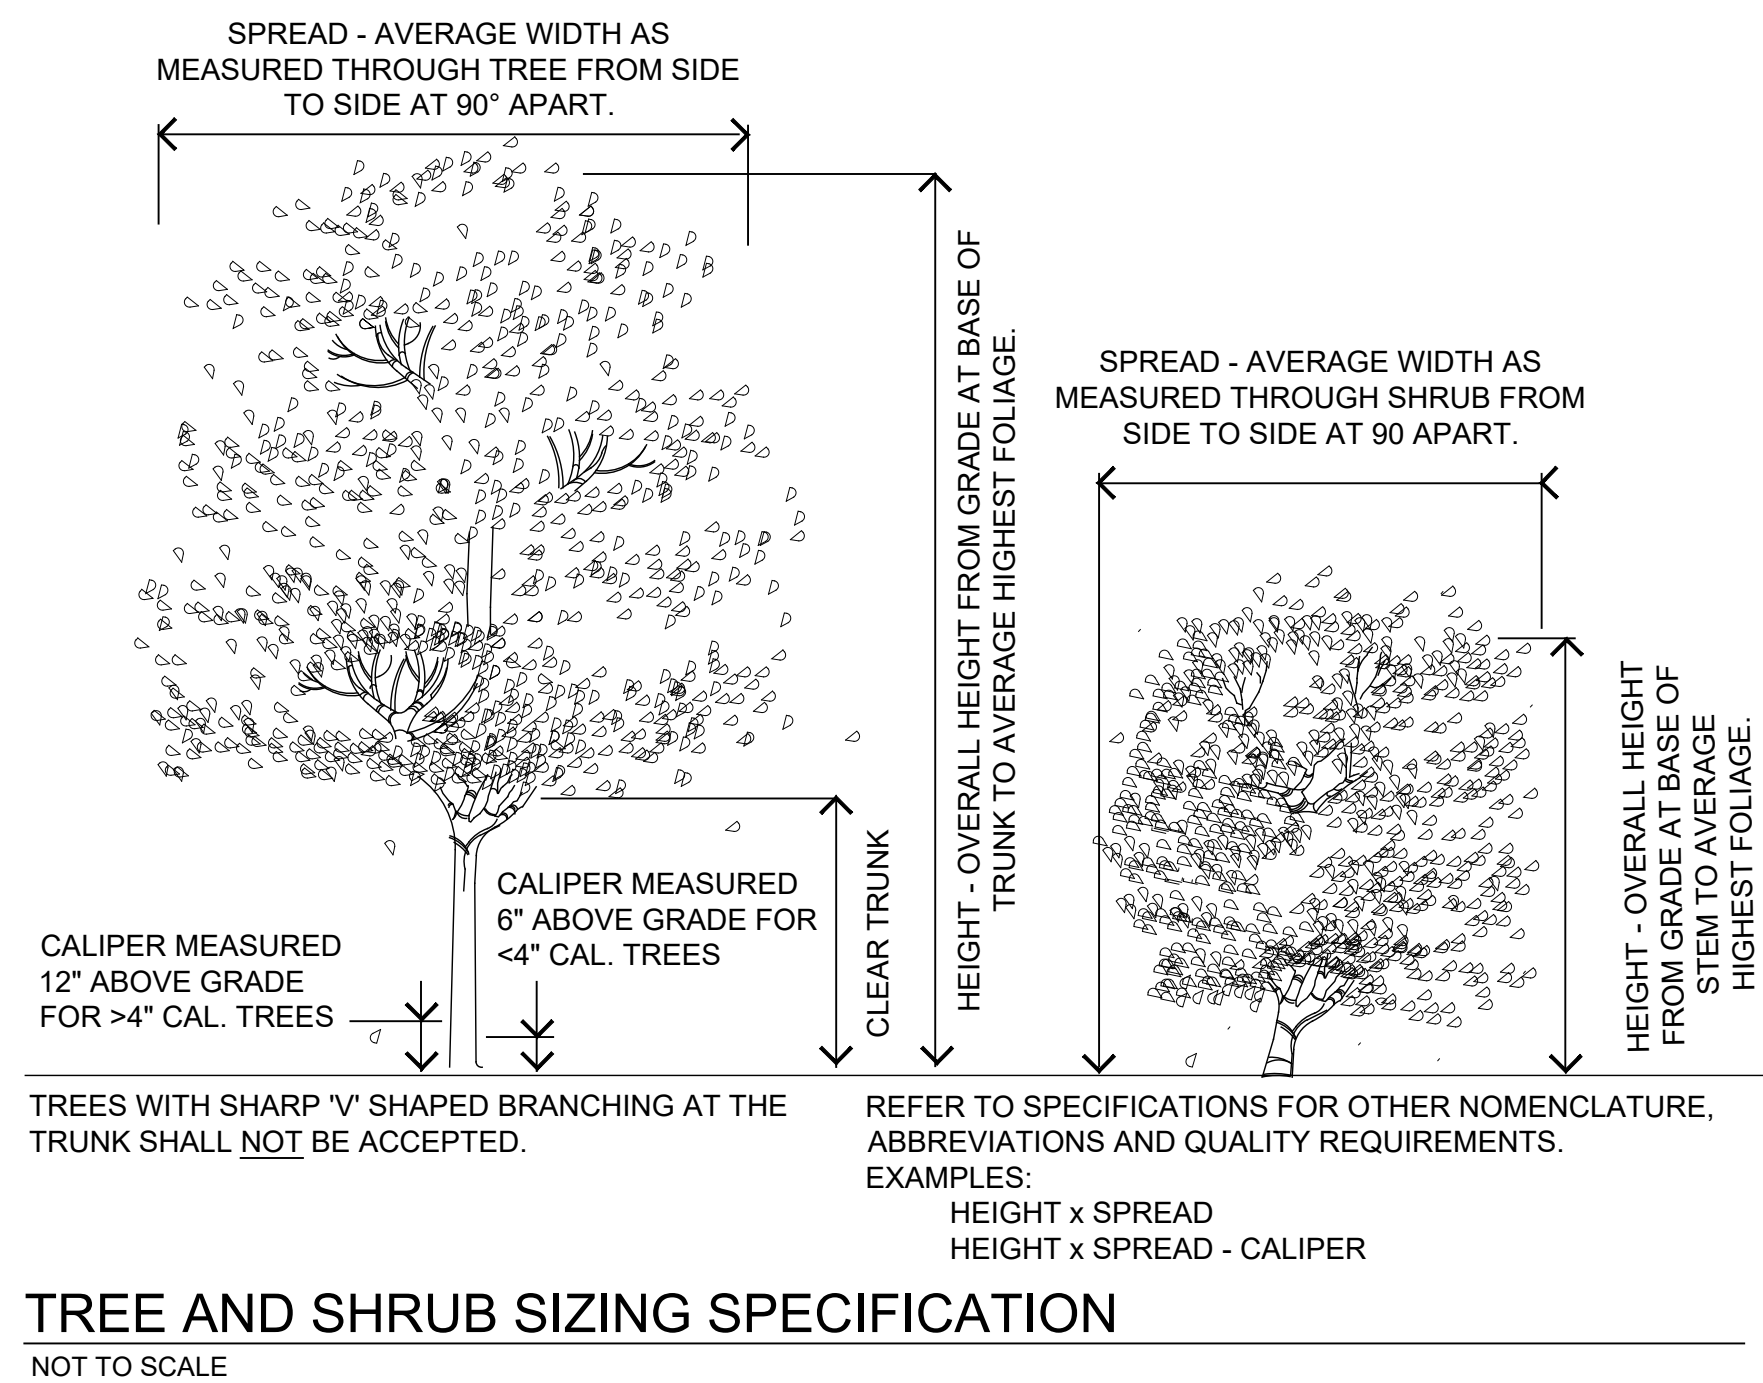 SPREAD - AVERAGE WIDTH AS
MEASURED THROUGH TREE FROM SIDE
TO SIDE AT 90° APART.
HEIGHT - OVERALL HEIGHT FROM GRADE AT BASE OF
TRUNK TO AVERAGE HIGHEST FOLIAGE.
SPREAD - AVERAGE WIDTH AS
MEASURED THROUGH SHRUB FROM
SIDE TO SIDE AT 90 APART.
HEIGHT - OVERALL HEIGHT
FROM GRADE AT BASE OF
STEM TO AVERAGE
HIGHEST FOLIAGE.
CLEAR TRUNK
CALIPER MEASURED
6" ABOVE GRADE FOR
<4" CAL. TREES
CALIPER MEASURED
12" ABOVE GRADE
FOR >4" CAL. TREES
TREES WITH SHARP 'V' SHAPED BRANCHING AT THE
TRUNK SHALL NOT BE ACCEPTED.
REFER TO SPECIFICATIONS FOR OTHER NOMENCLATURE,
ABBREVIATIONS AND QUALITY REQUIREMENTS.
EXAMPLES:
HEIGHT x SPREAD
HEIGHT x SPREAD - CALIPER
TREE AND SHRUB SIZING SPECIFICATION
NOT TO SCALE